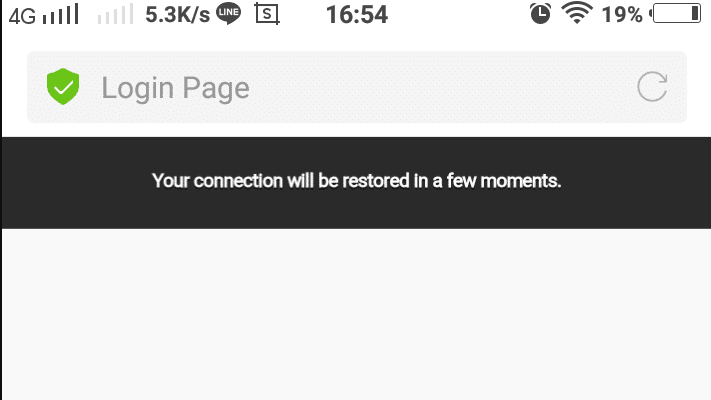 4G 5.3K/s LINE S 16:54 19%
Login Page
Your connection will be restored in a few moments.